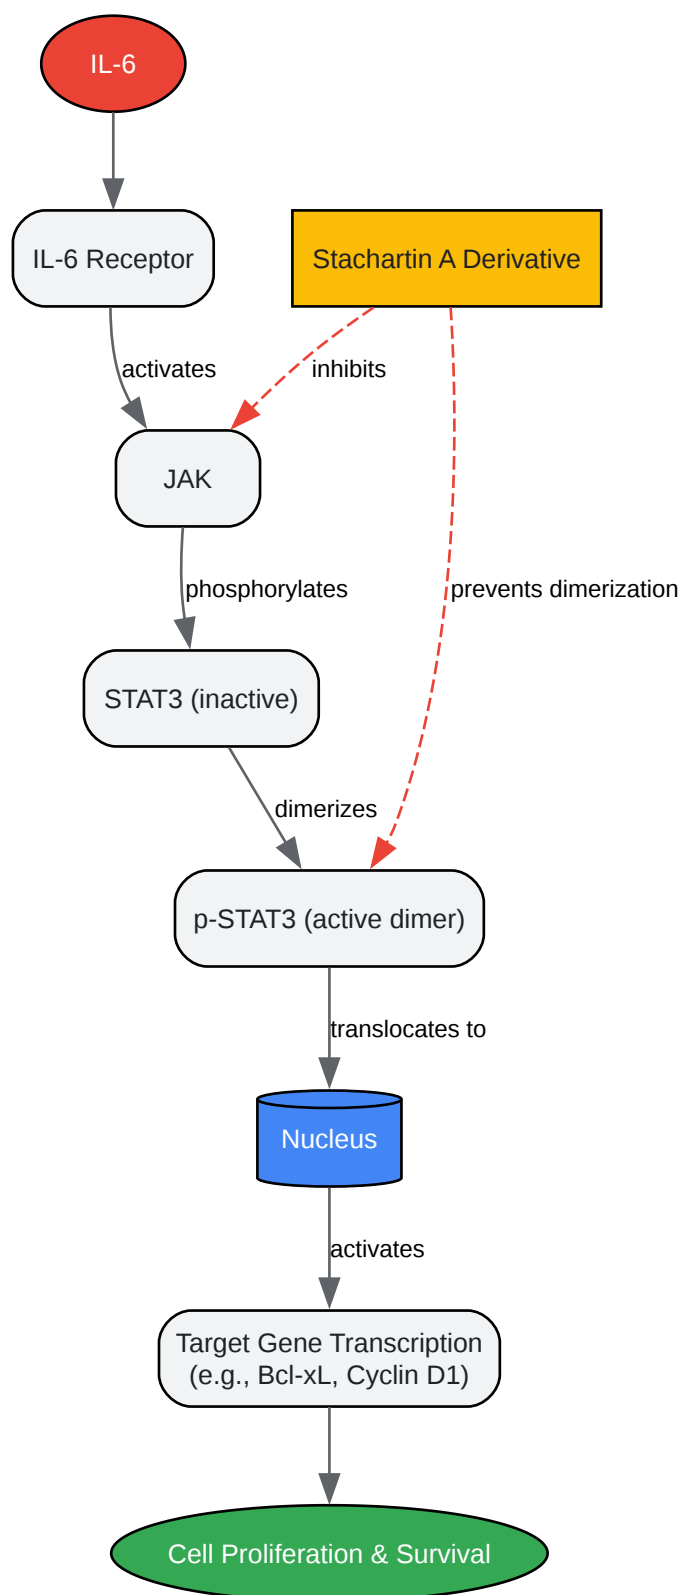 IL-6
IL-6 Receptor
Stachartin A Derivative
activates
inhibits
JAK
phosphorylates
prevents dimerization
STAT3 (inactive)
dimerizes
p-STAT3 (active dimer)
translocates to
Nucleus
activates
Target Gene Transcription
(e.g., Bcl-xL, Cyclin D1)
Cell Proliferation & Survival